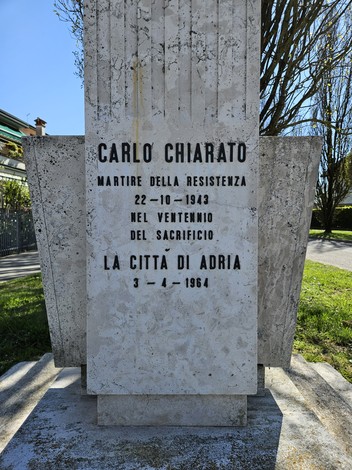 CARLO CHIARATO
MARTIRE DELLA RESISTENZA
22-10-1943
NEL VENTENNIO
DEL SACRIFICIO
LA CITTÀ DI ADRIA
3-4-1964